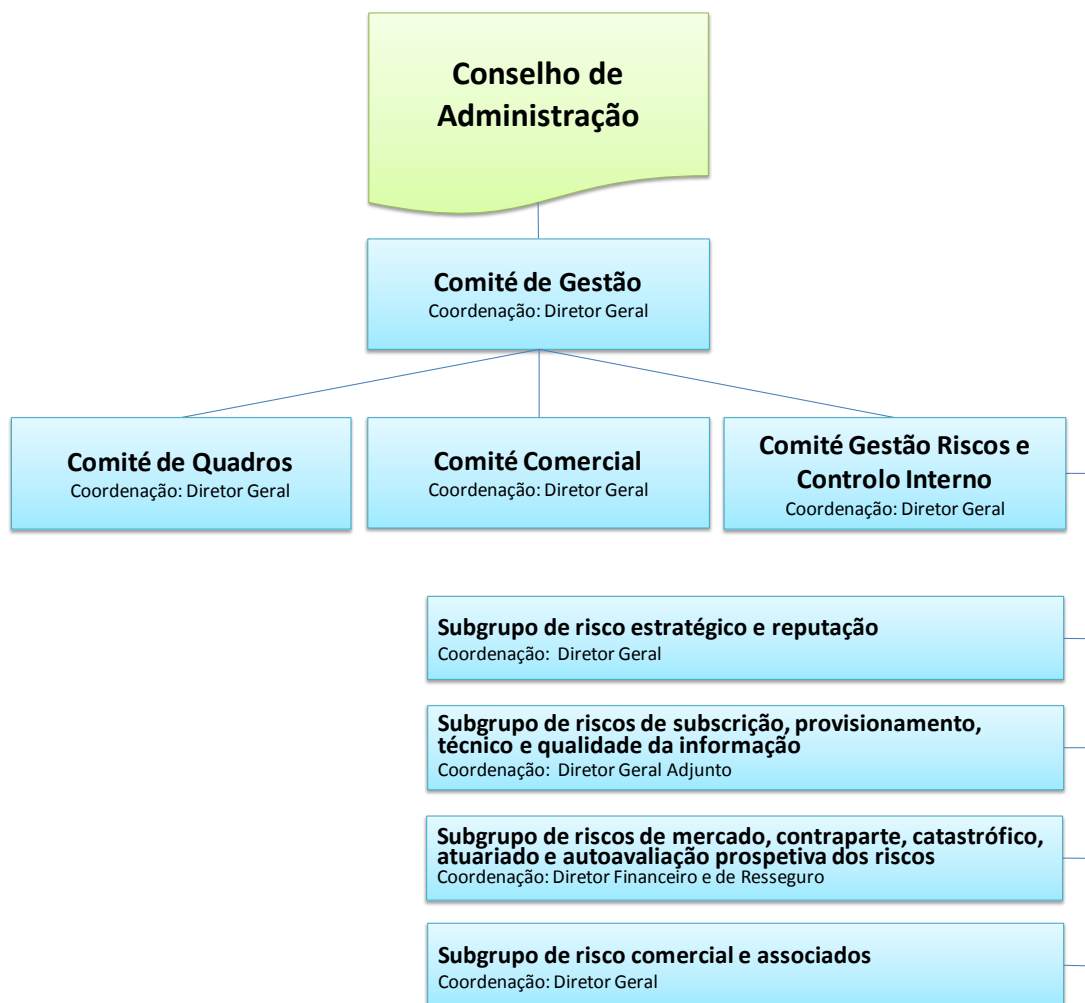 Conselho de
Administração
Comité de Gestão
Coordenação: Diretor Geral
Comité de Quadros
Coordenação: Diretor Geral
Comité Comercial
Coordenação: Diretor Geral
Comité Gestão Riscos e
Controlo Interno
Coordenação: Diretor Geral
Subgrupo de risco estratégico e reputação
Coordenação: Diretor Geral
Subgrupo de riscos de subscrição, provisionamento,
técnico e qualidade da informação
Coordenação: Diretor Geral Adjunto
Subgrupo de riscos de mercado, contraparte, catastrófico,
atuariado e autoavaliação prospetiva dos riscos
Coordenação: Diretor Financeiro e de Resseguro
Subgrupo de risco comercial e associados
Coordenação: Diretor Geral